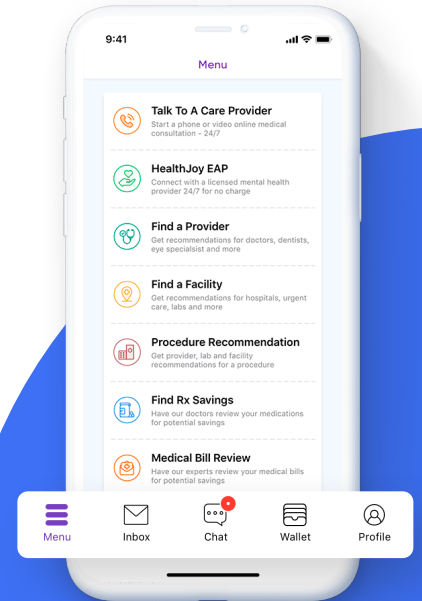 9:41
Menu
Talk To A Care Provider
Start a phone or video online medical
consultation - 24/7
HealthJoy EAP
Connect with a licensed mental health
provider 24/7 for no charge
Find a Provider
Get recommendations for doctors, dentists,
eye specialsist and more
Find a Facility
Get recommendations for hospitals, urgent
care, labs and more
Procedure Recommendation
Get provider, lab and facility
recommendations for a procedure
Find Rx Savings
Have our doctors review your medications
for potential savings
Medical Bill Review
Have our experts review your medical bills
for potential savings
Menu
Inbox
Chat
Wallet
Profile